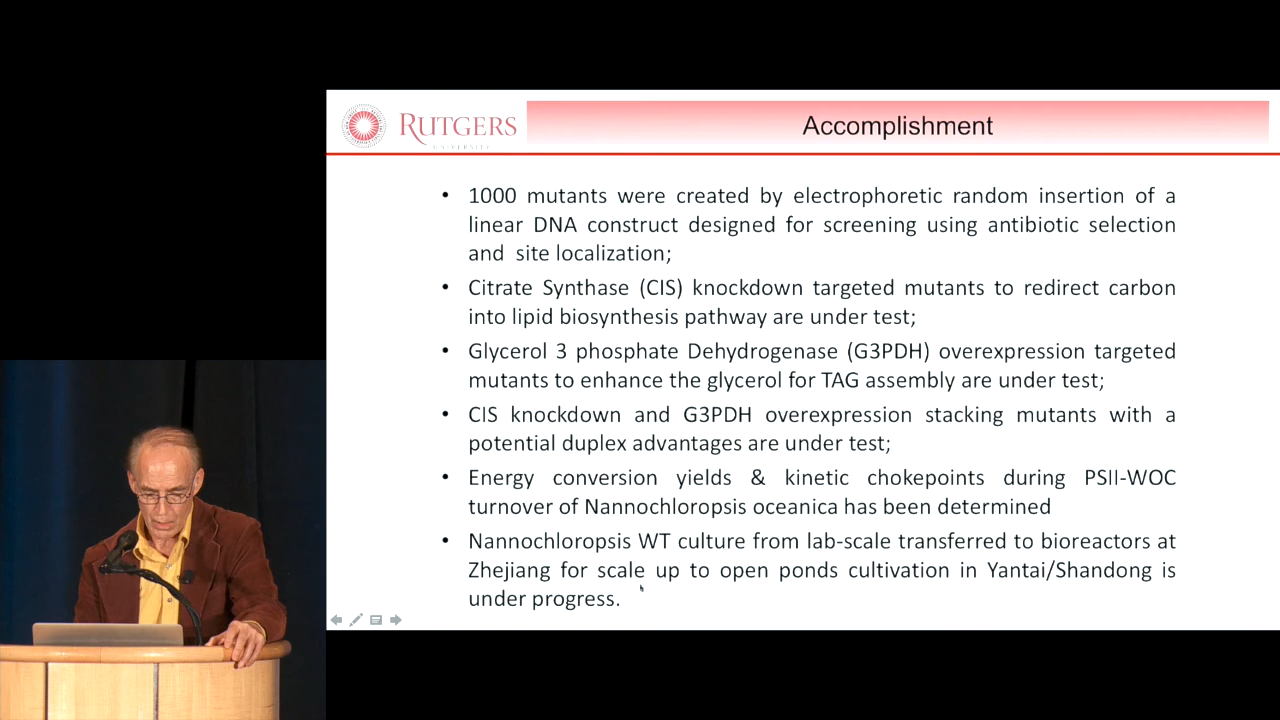 RUTGERS
UNIVERSITY
Accomplishment
• 1000 mutants were created by electrophoretic random insertion of a
linear DNA construct designed for screening using antibiotic selection
and site localization;
• Citrate Synthase (CIS) knockdown targeted mutants to redirect carbon
into lipid biosynthesis pathway are under test;
• Glycerol 3 phosphate Dehydrogenase (G3PDH) overexpression targeted
mutants to enhance the glycerol for TAG assembly are under test;
• CIS knockdown and G3PDH overexpression stacking mutants with a
potential duplex advantages are under test;
• Energy conversion yields & kinetic chokepoints during PSII-WOC
turnover of Nannochloropsis oceanica has been determined
• Nannochloropsis WT culture from lab-scale transferred to bioreactors at
Zhejiang for scale up to open ponds cultivation in Yantai/Shandong is
under progress.